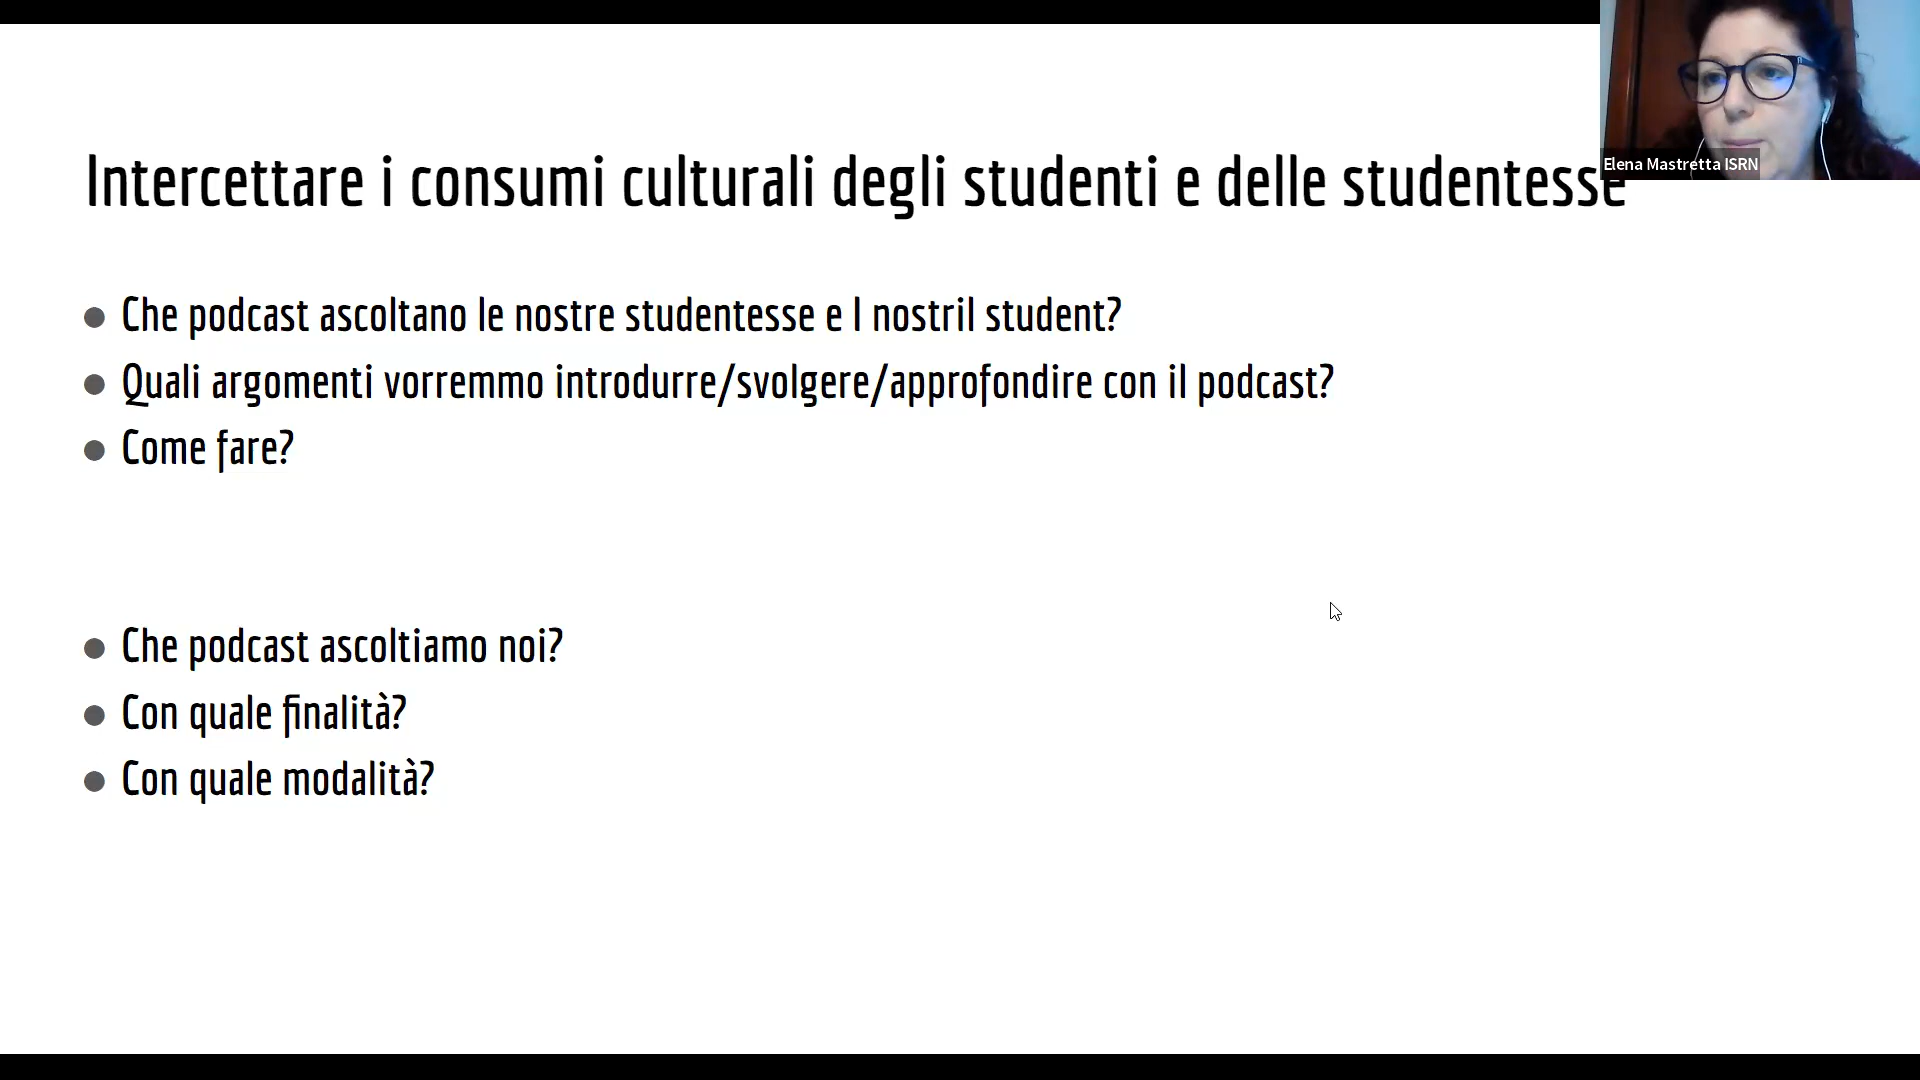 Elena Mastretta ISRN
Intercettare i consumi culturali degli studenti e delle studentesse
Che podcast ascoltano le nostre studentesse e I nostril student?
Quali argomenti vorremmo introdurre/svolgere/approfondire con il podcast?
Come fare?
Che podcast ascoltiamo noi?
Con quale finalità?
Con quale modalità?